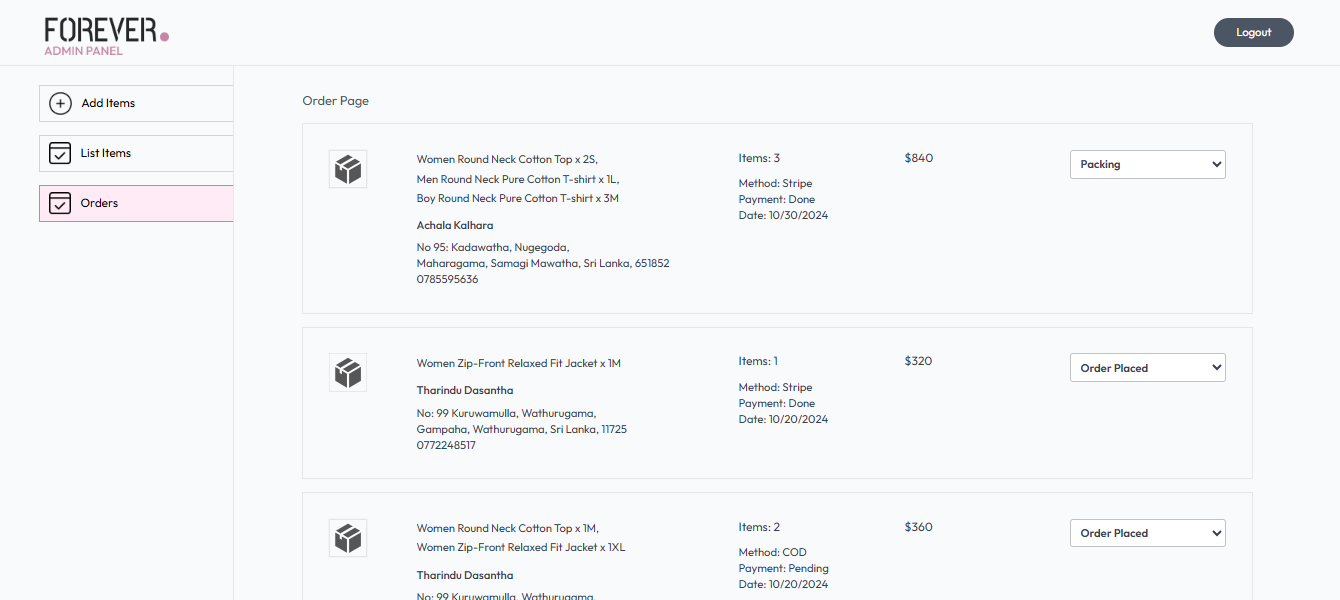 FOREVER.
ADMIN PANEL
Logout
Add Items
List Items
Orders
Order Page
Women Round Neck Cotton Top x 2S,
Men Round Neck Pure Cotton T-shirt x 1L,
Boy Round Neck Pure Cotton T-shirt x 3M
Achala Kalhara
No 95: Kadawatha, Nugegoda,
Maharagama, Samagi Mawatha, Sri Lanka, 651852
0785595636
Items: 3
Method: Stripe
Payment: Done
Date: 10/30/2024
$840
Packing
Women Zip-Front Relaxed Fit Jacket x 1M
Tharindu Dasantha
No: 99 Kuruwamulla, Wathurugama,
Gampaha, Wathurugama, Sri Lanka, 11725
0772248517
Items: 1
Method: Stripe
Payment: Done
Date: 10/20/2024
$320
Order Placed
Women Round Neck Cotton Top x 1M,
Women Zip-Front Relaxed Fit Jacket x 1XL
Tharindu Dasantha
No: 99 Kuruwamulla, Wathurugama,
Items: 2
Method: COD
Payment: Pending
Date: 10/20/2024
$360
Order Placed